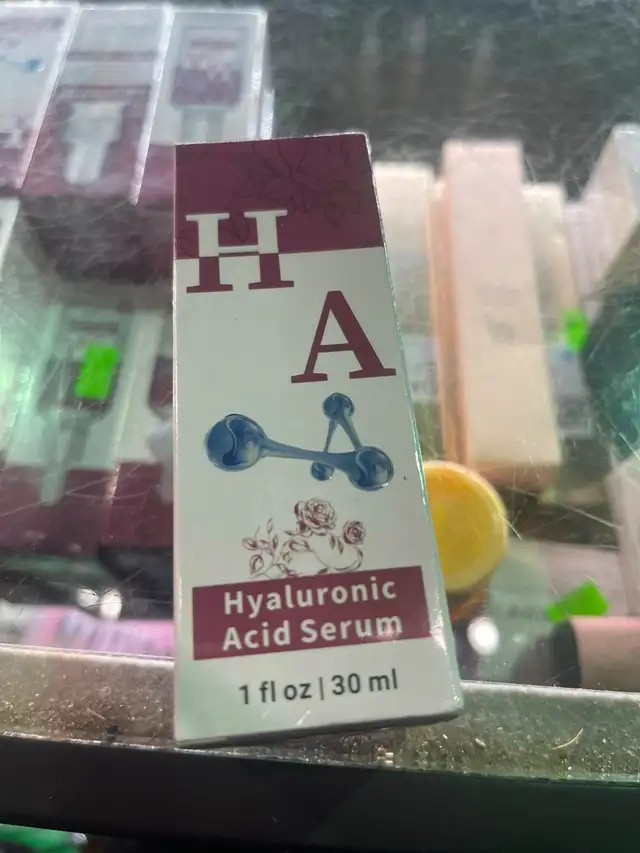 H
A
Hyaluronic
Acid Serum
1 fl oz | 30 ml